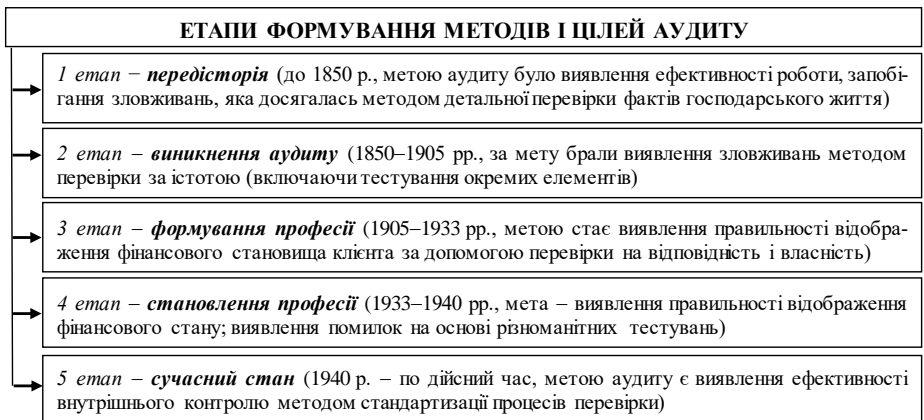 ЕТАПИ ФОРМУВАННЯ МЕТОДІВ І ЦІЛЕЙ АУДИТУ
1 етап − передісторія (до 1850 р., метою аудиту було виявлення ефективності роботи, запобі-
гання зловживань, яка досягалась методом детальної перевірки фактів господарського життя)
2 етап – виникнення аудиту (1850–1905 рр., за мету брали виявлення зловживань методом
перевірки за істотою (включаючи тестування окремих елементів)
3 етап – формування професії (1905–1933 рр., метою стає виявлення правильності відобра-
ження фінансового становища клієнта за допомогою перевірки на відповідність і власність)
4 етап – становлення професії (1933–1940 рр., мета – виявлення правильності відображення
фінансового стану; виявлення помилок на основі різноманітних тестувань)
5 етап – сучасний стан (1940 р. – по дійсний час, метою аудиту є виявлення ефективності
внутрішнього контролю методом стандартизації процесів перевірки)